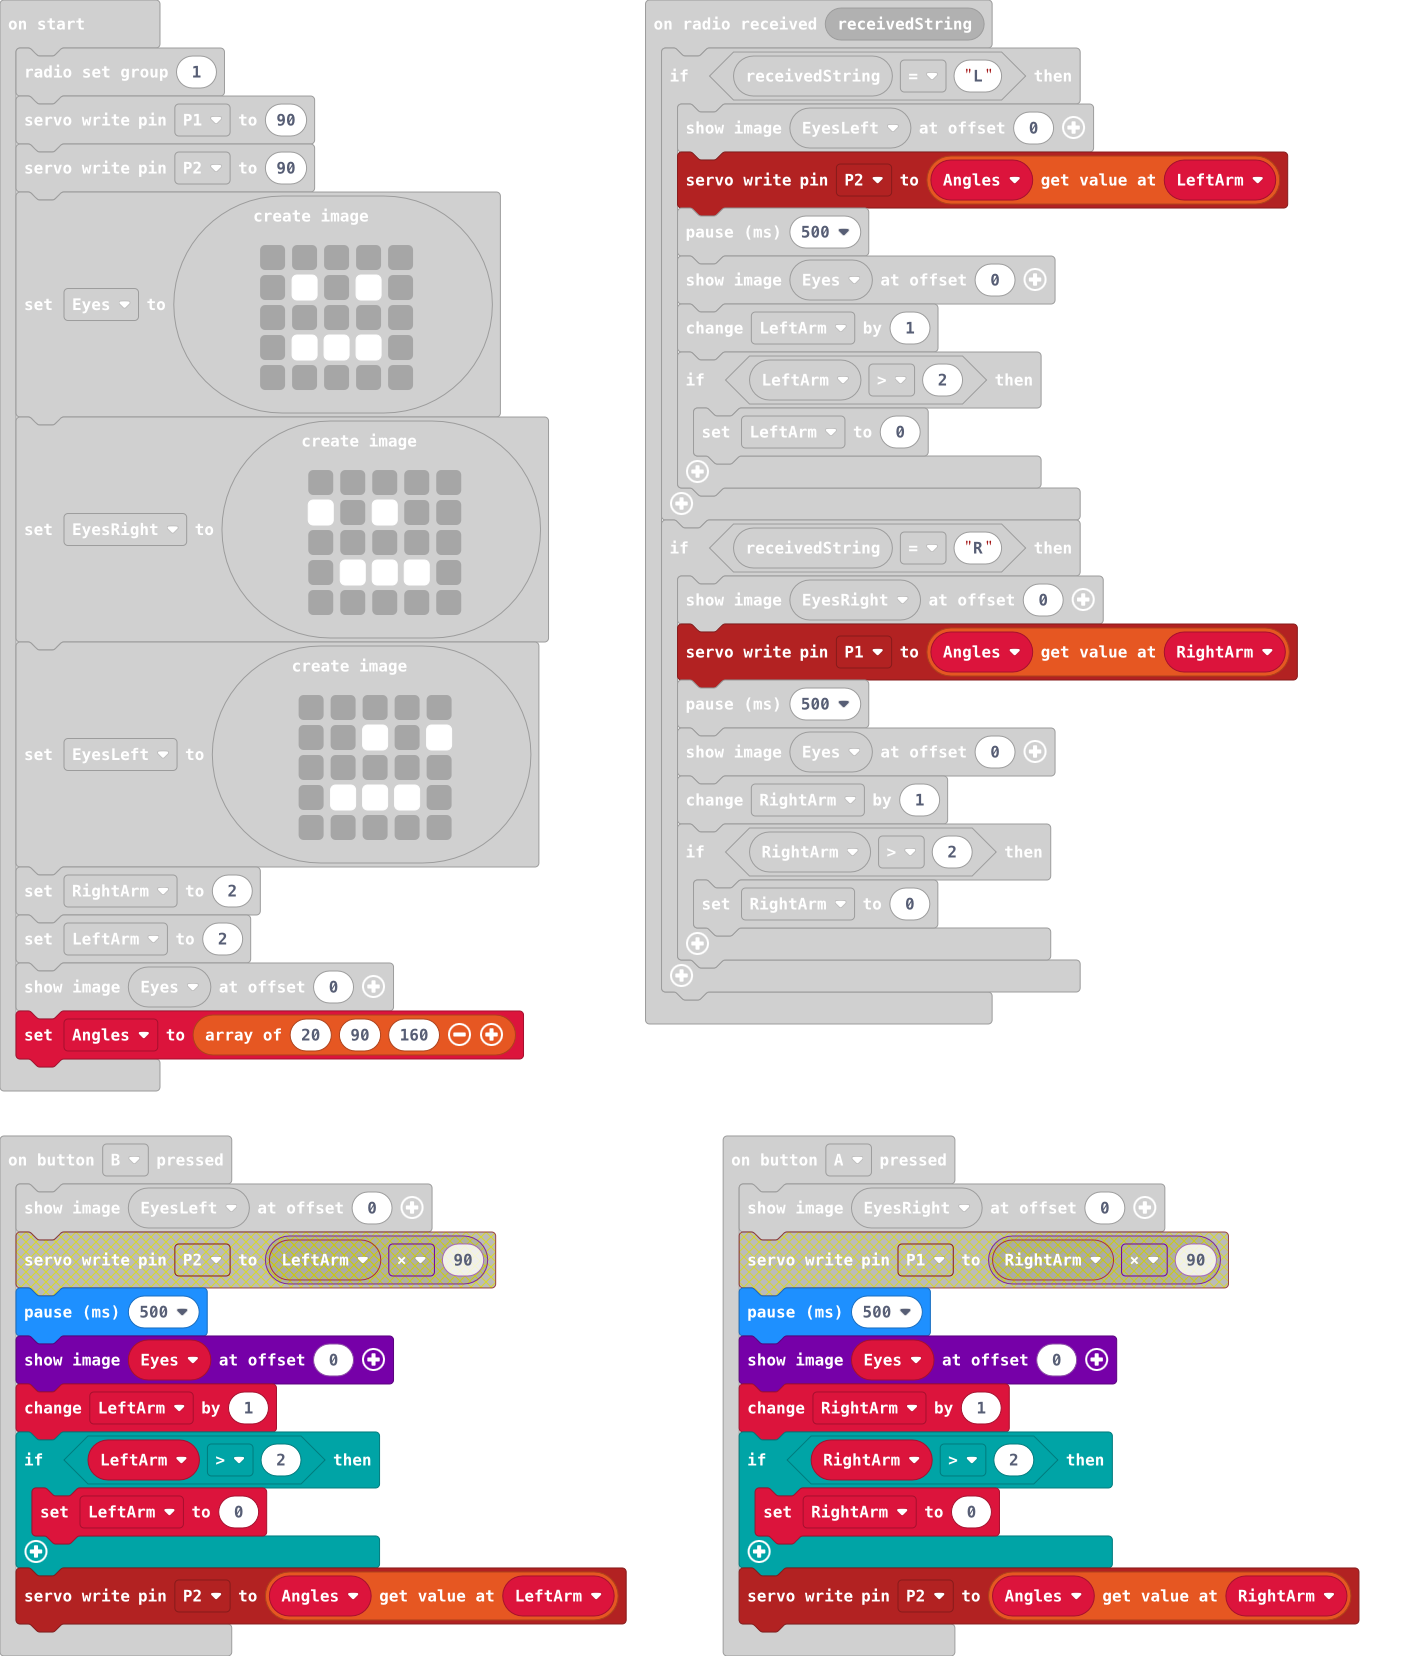 on start
radio set group 1
servo write pin P1 to 90
servo write pin P2 to 90
create image
set Eyes to
create image
set EyesRight to
create image
set EyesLeft to
set RightArm to 2
set LeftArm to 2
show image Eyes at offset 0
set Angles to array of 20 90 160
on radio received receivedString
if receivedString = "L" then
show image EyesLeft at offset 0
servo write pin P2 to Angles get value at LeftArm
pause (ms) 500
show image Eyes at offset 0
change LeftArm by 1
if LeftArm > 2 then
set LeftArm to 0
if receivedString = "R" then
show image EyesRight at offset 0
servo write pin P1 to Angles get value at RightArm
pause (ms) 500
show image Eyes at offset 0
change RightArm by 1
if RightArm > 2 then
set RightArm to 0
on button B pressed
show image EyesLeft at offset 0
servo write pin P2 to LeftArm × 90
pause (ms) 500
show image Eyes at offset 0
change LeftArm by 1
if LeftArm > 2 then
set LeftArm to 0
servo write pin P2 to Angles get value at LeftArm
on button A pressed
show image EyesRight at offset 0
servo write pin P1 to RightArm × 90
pause (ms) 500
show image Eyes at offset 0
change RightArm by 1
if RightArm > 2 then
set RightArm to 0
servo write pin P2 to Angles get value at RightArm